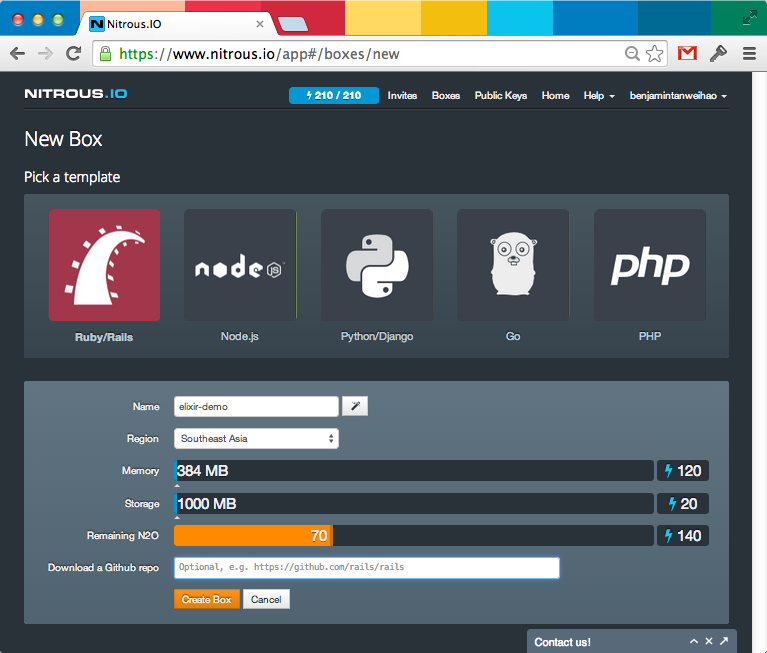 Nitrous.IO
https://www.nitrous.io/app#/boxes/new
NITROUS.IO 210 / 210 Invites Boxes Public Keys Home Help benjamintanweihao
New Box
Pick a template
node JS php
Ruby/Rails Node.js Python/Django Go PHP
Name elixir-demo
Region Southeast Asia
Memory 384 MB 120
Storage 1000 MB 20
Remaining N2O 70 140
Download a Github repo Optional, e.g. https://github.com/rails/rails
Create Box Cancel
Contact us!